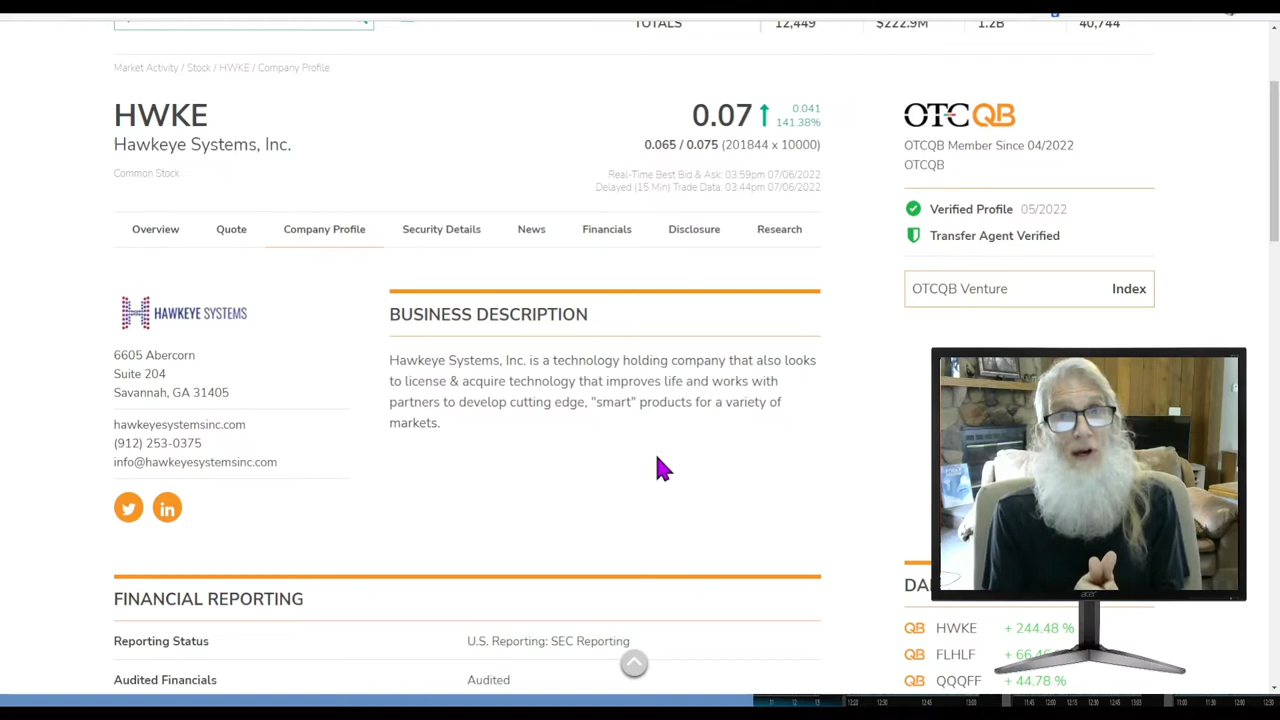 TOTALS 12,449 $222.9M 1.2B 40,744
Market Activity / Stock / HWKE / Company Profile
HWKE
Hawkeye Systems, Inc.
Common Stock
0.07 0.041
141.38%
0.065 / 0.075 (201844 x 10000)
Real-Time Best Bid & Ask: 03:59pm 07/06/2022
Delayed (15 Min) Trade Data: 03:44pm 07/06/2022
OTCQB
OTCQB Member Since 04/2022
OTCQB
Verified Profile 05/2022
Transfer Agent Verified
OTCQB Venture Index
Overview Quote Company Profile Security Details News Financials Disclosure Research
HAWKEYE SYSTEMS
6605 Abercorn
Suite 204
Savannah, GA 31405
hawkeyesystemsinc.com
(912) 253-0375
info@hawkeyesystemsinc.com
in
BUSINESS DESCRIPTION
Hawkeye Systems, Inc. is a technology holding company that also looks
to license & acquire technology that improves life and works with
partners to develop cutting edge, "smart" products for a variety of
markets.
FINANCIAL REPORTING
Reporting Status U.S. Reporting: SEC Reporting
Audited Financials Audited
acer
QB HWKE + 244.48 %
QB FLHLF
QB QQQFF + 44.78 %